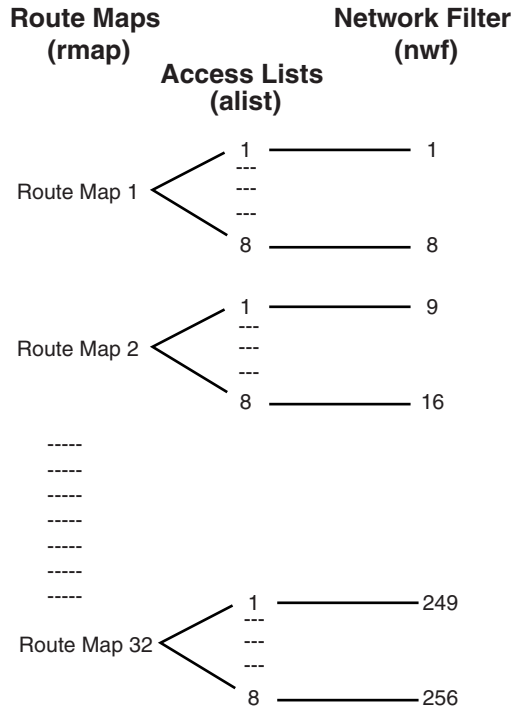 Route Maps
(rmap)
Network Filter
(nwf)
Access Lists
(alist)
1 1
---
Route Map 1
---
---
8 8
1 9
---
Route Map 2
---
---
8 16
-----
-----
-----
-----
-----
-----
-----
1 249
---
Route Map 32
---
---
8 256